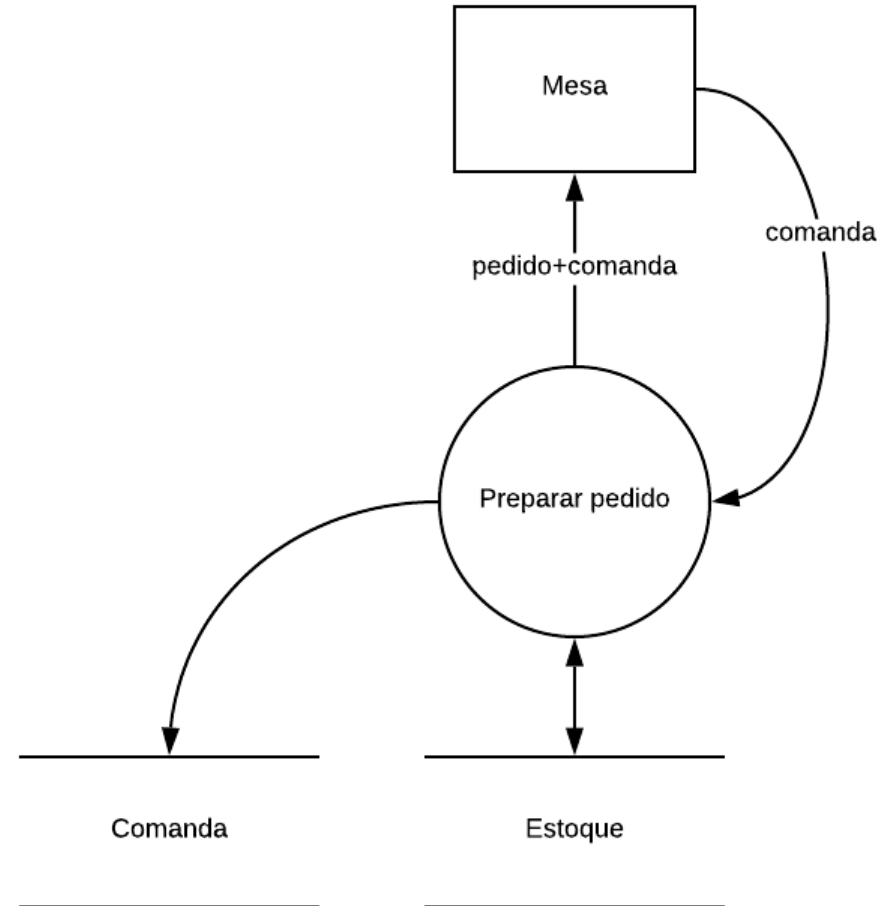 Mesa
comanda
pedido+comanda
Preparar pedido
Comanda
Estoque